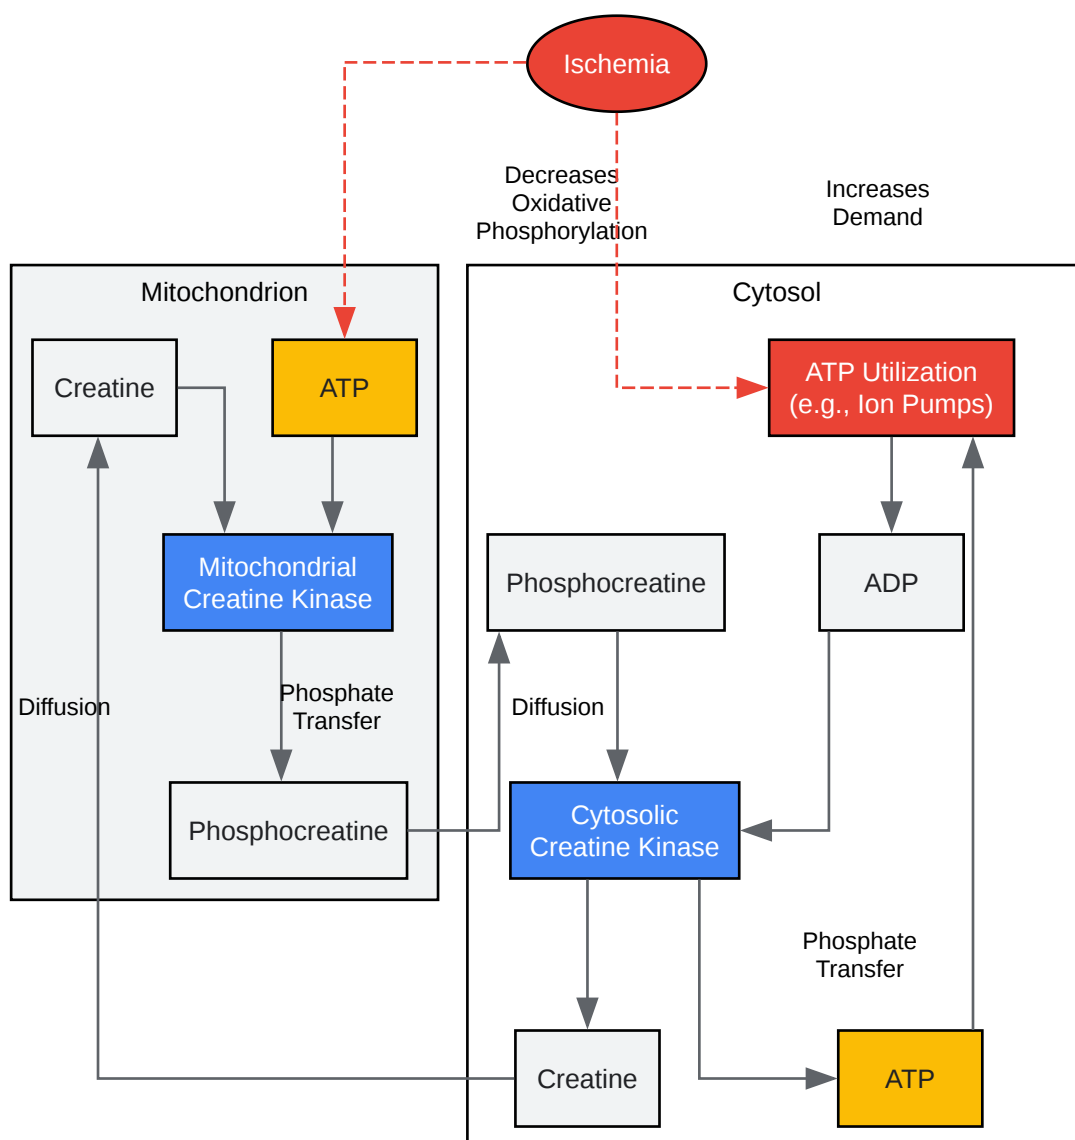 Ischemia
Decreases
Oxidative
Phosphorylation
Increases
Demand
Mitochondrion
Cytosol
Creatine
ATP
ATP Utilization
(e.g., Ion Pumps)
Mitochondrial
Creatine Kinase
Phosphocreatine
ADP
Diffusion
Phosphate
Transfer
Diffusion
Phosphocreatine
Cytosolic
Creatine Kinase
Phosphate
Transfer
Creatine
ATP